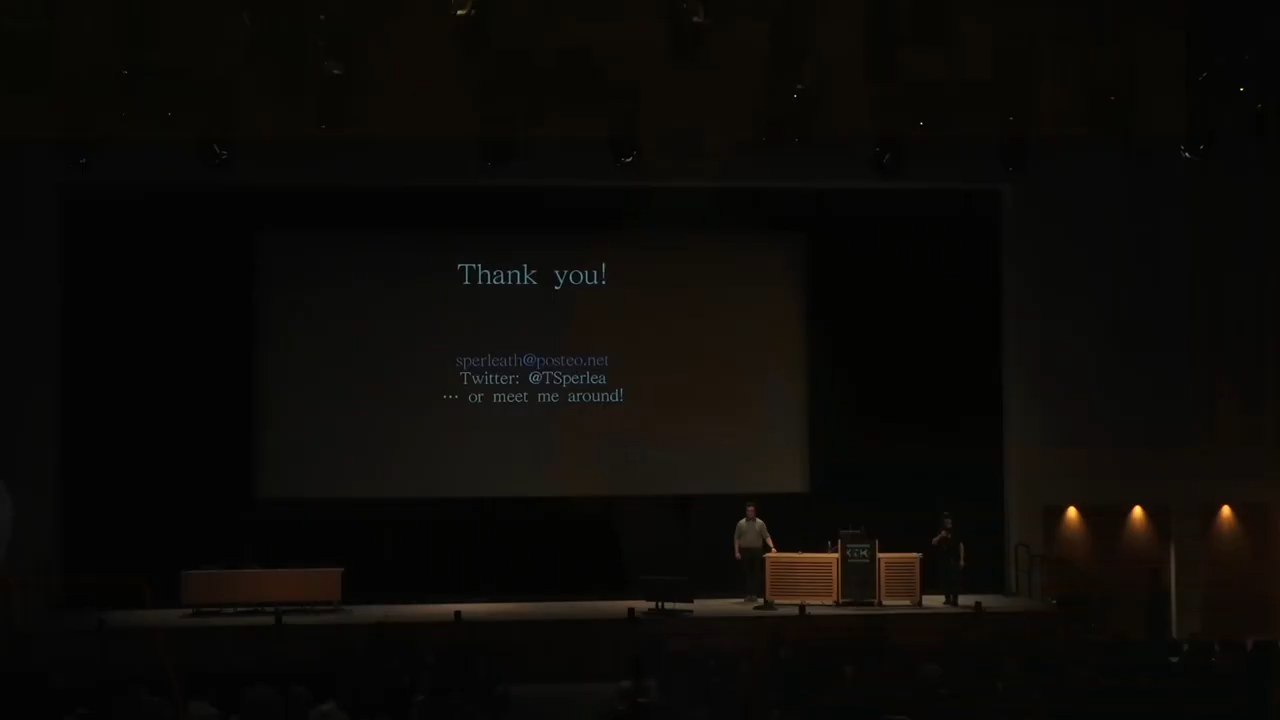 Thank you!
sperleath@posteo.net
Twitter: @TSperlea
… or meet me around!